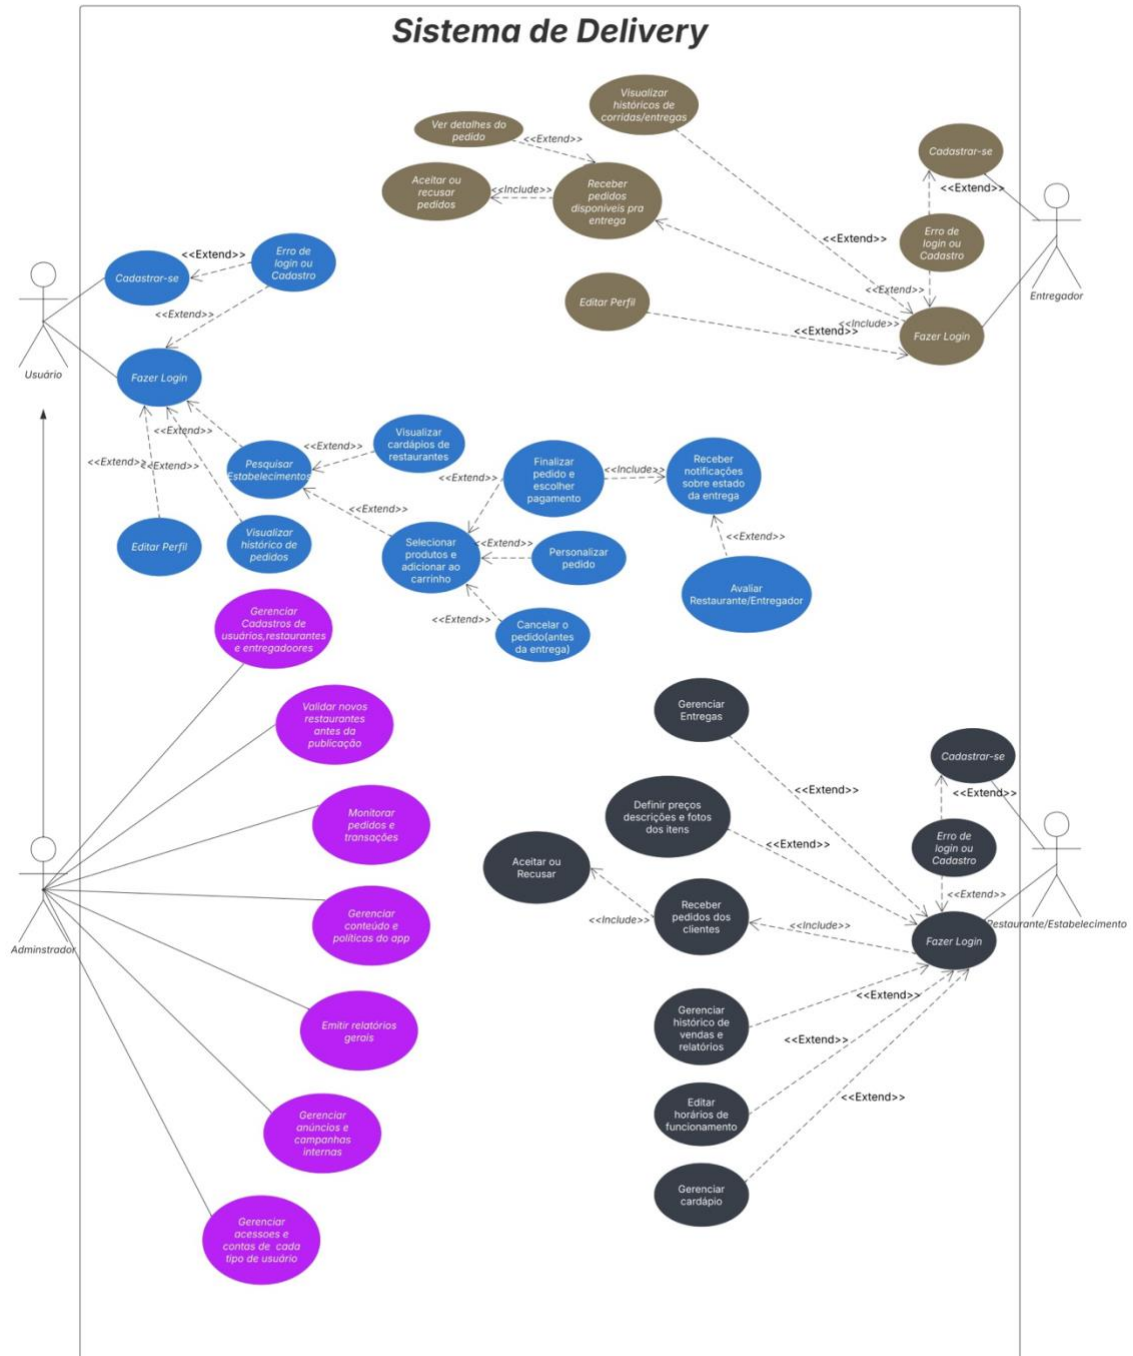 Sistema de Delivery
Visualizar
históricos de
corridas/entregas
Ver detalhes do
pedido
<<Extend>>
Aceitar ou
recusar
pedidos
<<Include>>
Receber
pedidos
disponíveis pra
entrega
Cadastrar-se
<<Extend>>
Erro de
login ou
Cadastro
Entregador
<<Extend>>
<<Extend>>
Editar Perfil
<<Extend>>
<<Include>>
Fazer Login
Usuário
Cadastrar-se
<<Extend>>
Erro de
login ou
Cadastro
<<Extend>>
Fazer Login
<<Extend>>
<<Extend>>
<<Extend>>
Pesquisar
Estabelecimentos
<<Extend>>
Visualizar
cardápios de
restaurantes
Editar Perfil
Visualizar
histórico de
pedidos
Finalizar
pedido e
escolher
pagamento
<<Extend>>
<<Include>>
Receber
notificações
sobre estado
da entrega
<<Extend>>
<<Extend>>
Selecionar
produtos e
adicionar ao
carrinho
<<Extend>>
Personalizar
pedido
<<Extend>>
Cancelar o
pedido(antes
da entrega)
Avaliar
Restaurante/Entregador
Gerenciar
Cadastros de
usuários,restaurantes
e entregadoores
Validar novos
restaurantes
antes da
publicação
Monitorar
pedidos e
transações
Adminstrador
Gerenciar
conteúdo e
políticas do app
Emitir relatórios
gerais
Gerenciar
anúncios e
campanhas
internas
Gerenciar
acessoes e
contas de cada
tipo de usuário
Gerenciar
Entregas
<<Extend>>
Definir preços
descrições e fotos
dos itens
<<Extend>>
Aceitar ou
Recusar
<<Include>>
Receber
pedidos dos
clientes
<<Include>>
Cadastrar-se
<<Extend>>
Erro de
login ou
Cadastro
<<Extend>>
Fazer Login
Restaurante/Estabelecimento
Gerenciar
histórico de
vendas e
relatórios
<<Extend>>
<<Extend>>
Editar
horários de
funcionamento
<<Extend>>
Gerenciar
cardápio